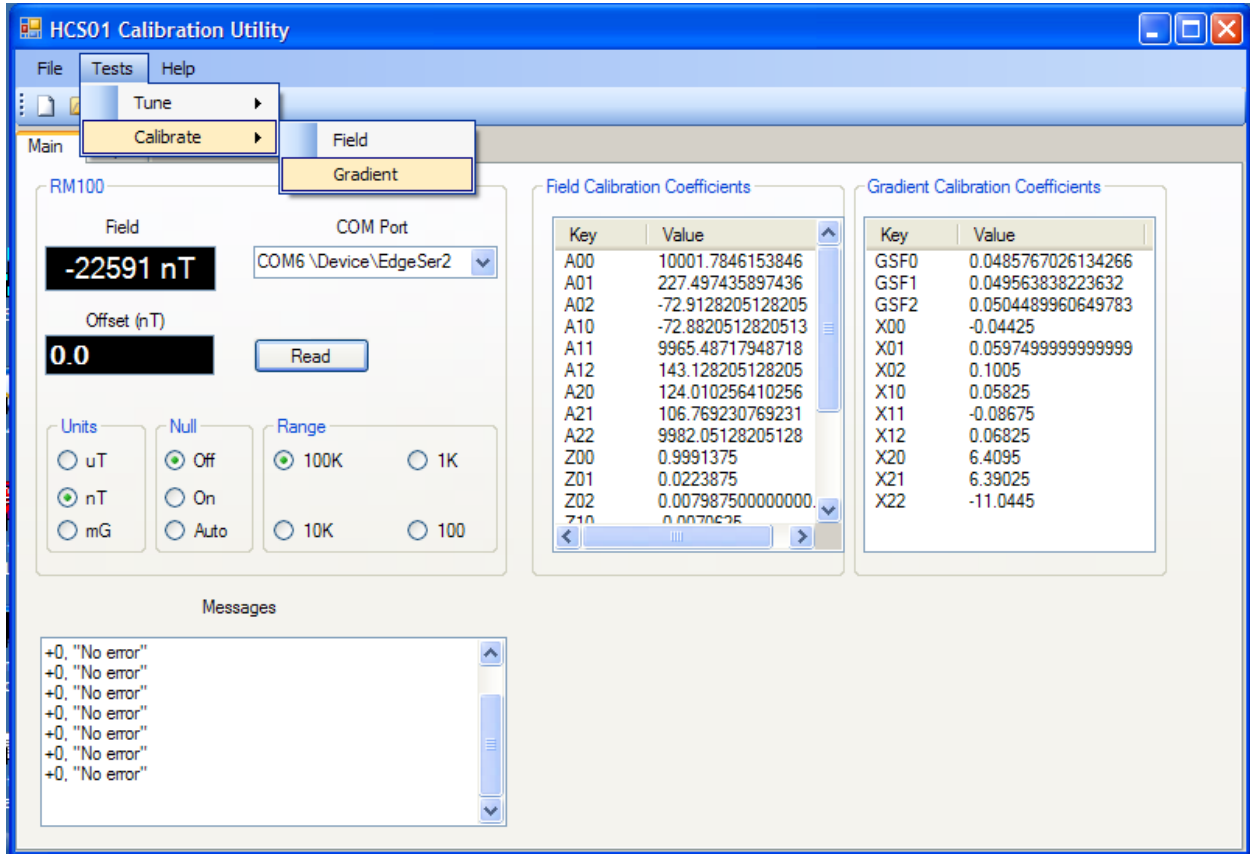 HCS01 Calibration Utility
File Tests Help
Tune
Calibrate
Field
Gradient
Main
RM100
Field
COM Port
-22591 nT
COM6 \Device\EdgeSer2
Offset (nT)
0.0
Read
Units
uT
nT
mG
Null
Off
On
Auto
Range
100K 1K
10K 100
Field Calibration Coefficients
Key Value
A00 10001.7846153846
A01 227.497435897436
A02 -72.9128205128205
A10 -72.8820512820513
A11 9965.48717948718
A12 143.128205128205
A20 124.010256410256
A21 106.769230769231
A22 9982.05128205128
Z00 0.9991375
Z01 0.0223875
Z02 0.007987500000000.
Z10 -0.0070625
Gradient Calibration Coefficients
Key Value
GSF0 0.0485767026134266
GSF1 0.049563838223632
GSF2 0.0504489960649783
X00 -0.04425
X01 0.0597499999999999
X02 0.1005
X10 0.05825
X11 -0.08675
X12 0.06825
X20 6.4095
X21 6.39025
X22 -11.0445
Messages
+0, "No error"
+0, "No error"
+0, "No error"
+0, "No error"
+0, "No error"
+0, "No error"
+0, "No error"